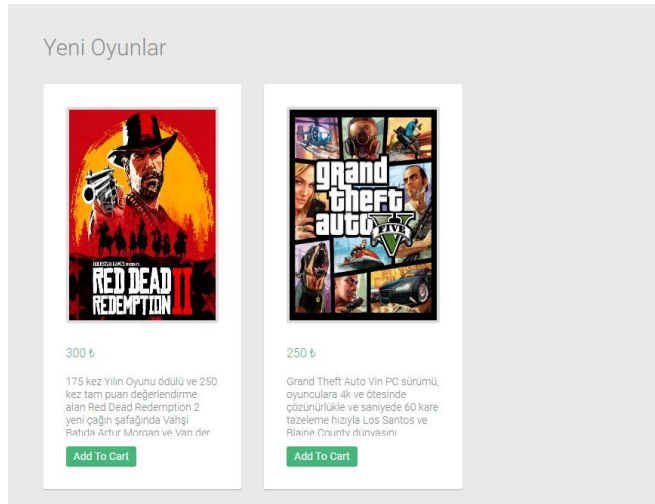 Yeni Oyunlar
ROCKSTAR GAMES PRESENTS
RED DEAD
REDEMPTION II
grand
theft
auto V
FIVE
300 ₺
175 kez Yılın Oyunu ödülü ve 250
kez tam puan değerlendirme
alan Red Dead Redemption 2
yeni çağın şafağında Vahşi
Batıda Artur Morgan ve Van der
Add To Cart
250 ₺
Grand Theft Auto Vin PC sürümü,
oyunculara 4k ve ötesinde
çözünürlükle ve saniyede 60 kare
tazeleme hızıyla Los Santos ve
Blaine County dünyasını
Add To Cart